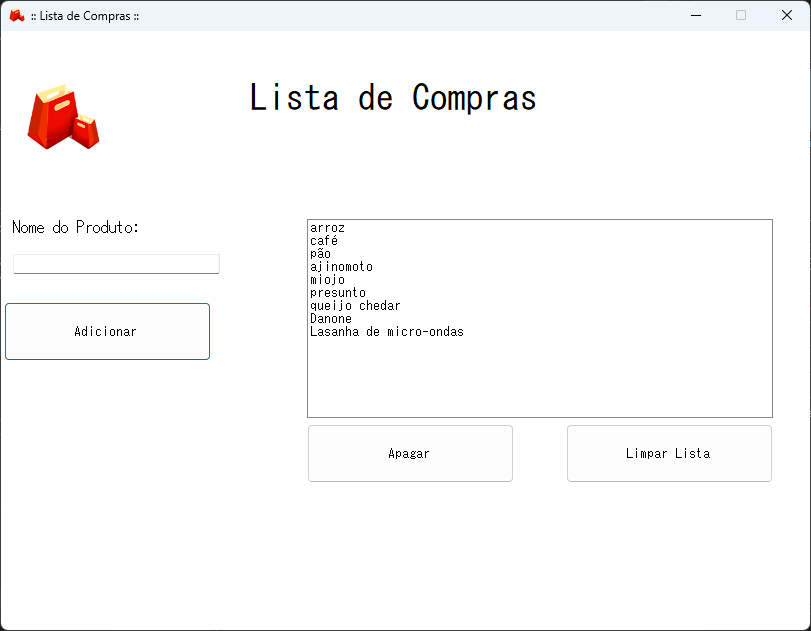 :: Lista de Compras ::
Lista de Compras
Nome do Produto:
Adicionar
arroz
café
pão
ajinomoto
miojo
presunto
queijo chedar
Danone
Lasanha de micro-ondas
Apagar
Limpar Lista